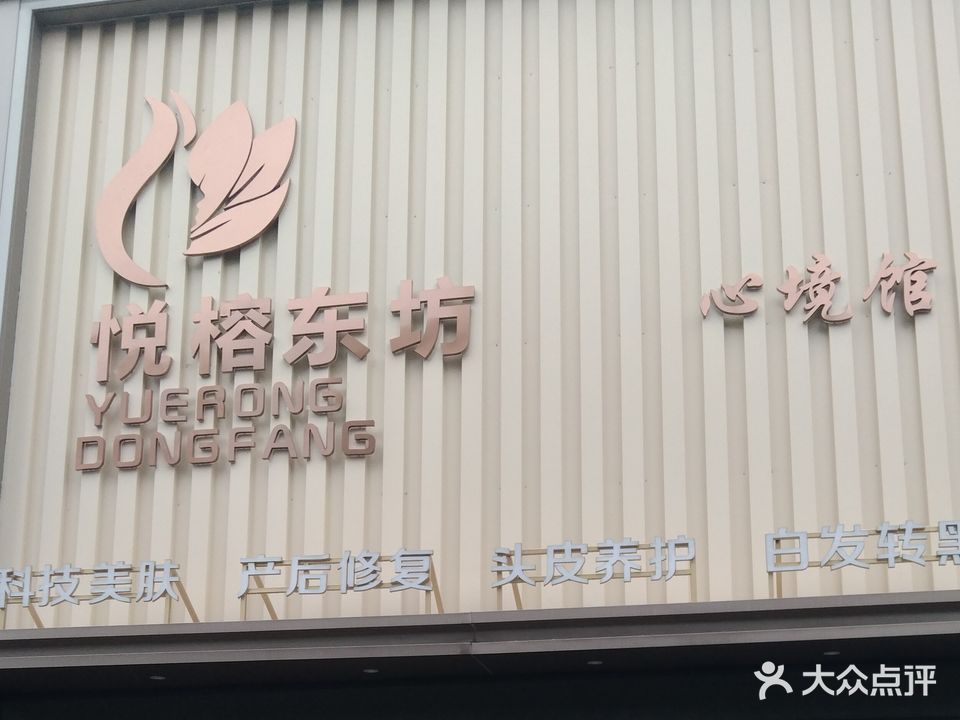 悦榕东坊
YUERONG
DONGFANG
心境馆
科技美肤 产后修复 头皮养护 白发转黑
大众点评